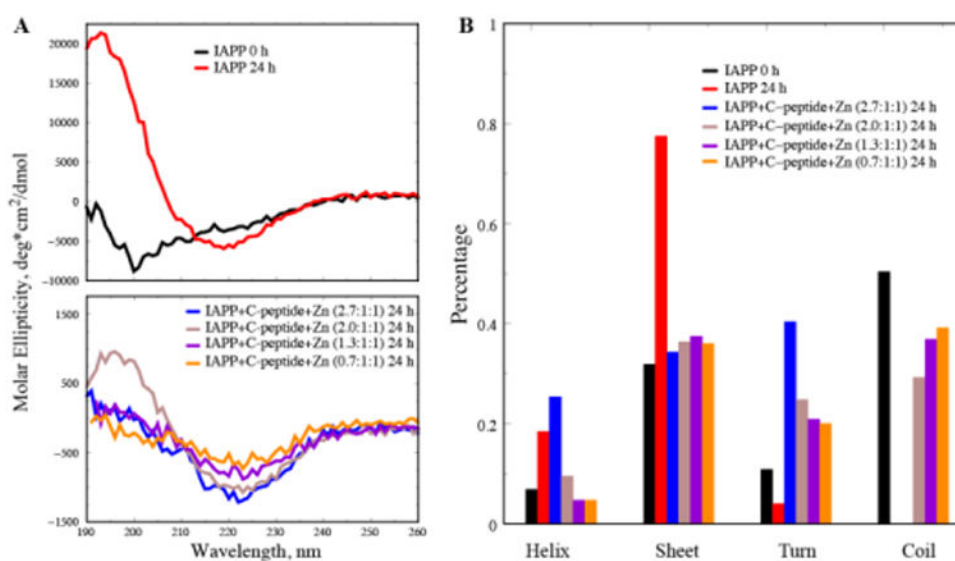 A
IAPP 0 h
IAPP 24 h
20000
15000
10000
5000
0
−5000
−10000
Molar Ellipticity, deg*cm^2/dmol
IAPP+C-peptide+Zn (2.7:1:1) 24 h
IAPP+C-peptide+Zn (2.0:1:1) 24 h
IAPP+C-peptide+Zn (1.3:1:1) 24 h
IAPP+C-peptide+Zn (0.7:1:1) 24 h
1500
500
−500
−1500
190 200 210 220 230 240 250 260
Wavelength, nm
B
IAPP 0 h
IAPP 24 h
IAPP+C−peptide+Zn (2.7:1:1) 24 h
IAPP+C−peptide+Zn (2.0:1:1) 24 h
IAPP+C−peptide+Zn (1.3:1:1) 24 h
IAPP+C−peptide+Zn (0.7:1:1) 24 h
1
0.8
0.6
0.4
0.2
0
Percentage
Helix Sheet Turn Coil